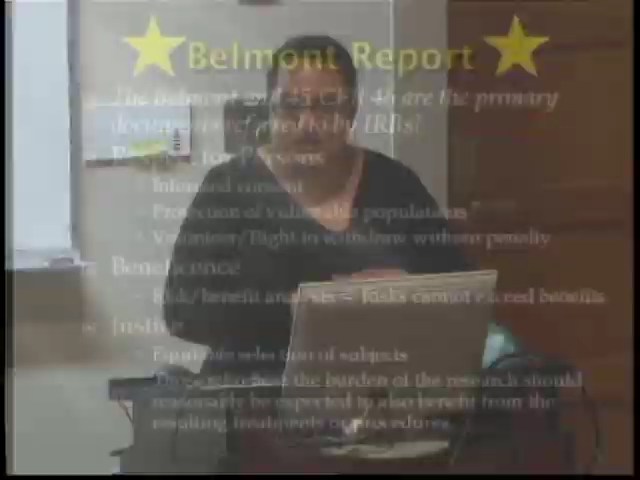 Belmont Report
The Belmont and 45 CFR 46 are the primary
documents referred to by IRBs!
Respect for Persons
Informed consent
Protection of vulnerable populations
Volunteer/Right to withdraw without penalty
Beneficence
Risk/benefit analysis – Risks cannot exceed benefits
Justice
Equitable selection of subjects
Those who bear the burden of the research should
reasonably be expected to also benefit from the
resulting treatments or procedures